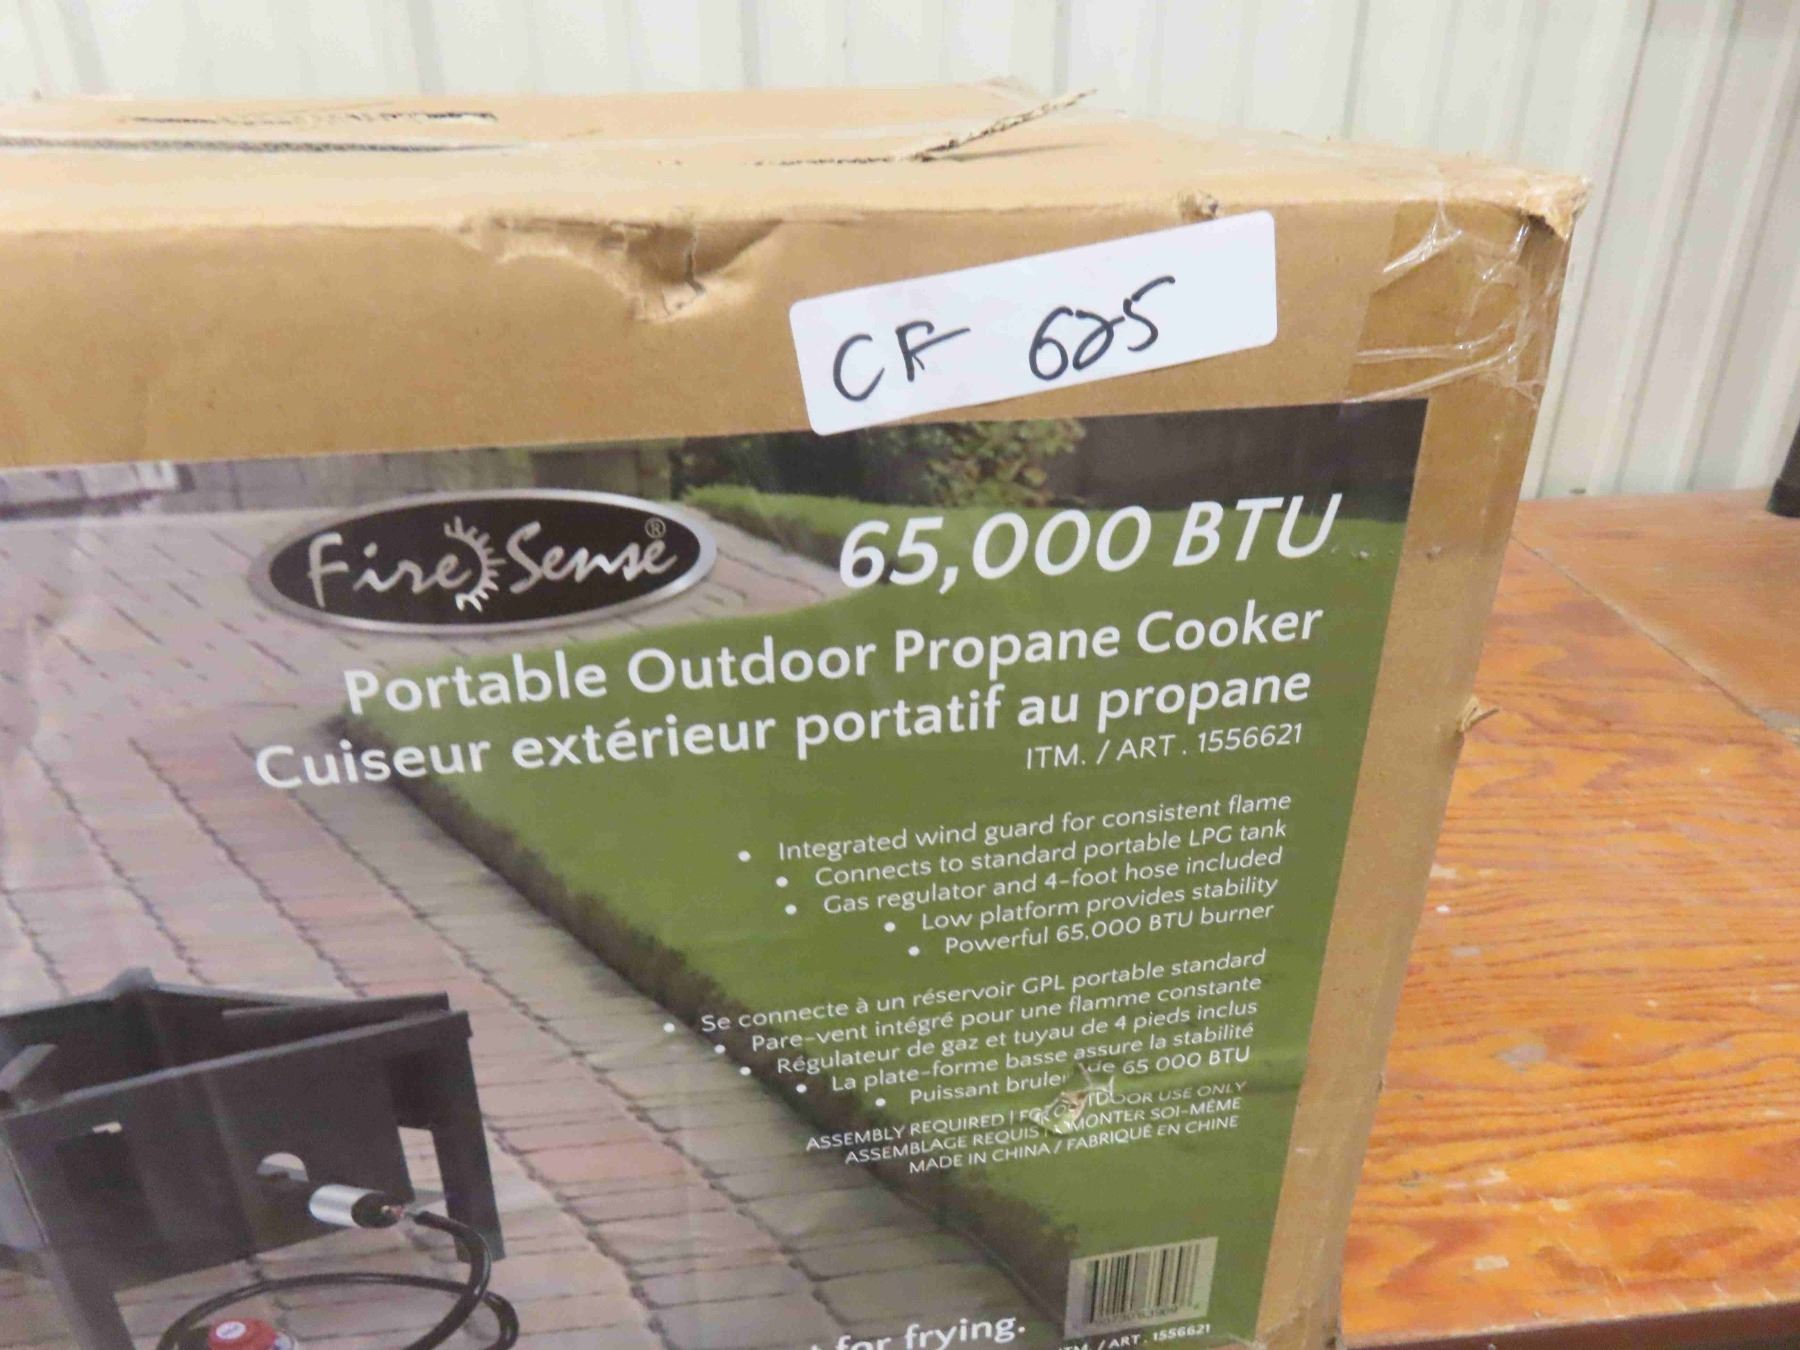 CF 625
Fire Sense®
65,000 BTU
Portable Outdoor Propane Cooker
Cuiseur extérieur portatif au propane
ITM. / ART. 1556621
• Integrated wind guard for consistent flame
• Connects to standard portable LPG tank
• Gas regulator and 4-foot hose included
• Low platform provides stability
• Powerful 65,000 BTU burner
• Se connecte à un réservoir GPL portable standard
• Pare-vent intégré pour une flamme constante
• Régulateur de gaz et tuyau de 4 pieds inclus
• La plate-forme basse assure la stabilité
• Puissant brule de 65 000 BTU
ASSEMBLY REQUIRED | USE ONLY
ASSEMBLAGE REQUIS MONTER SOI-MÊME
MADE IN CHINA / FABRIQUÉ EN CHINE
for frying.
/ ART. 1556621